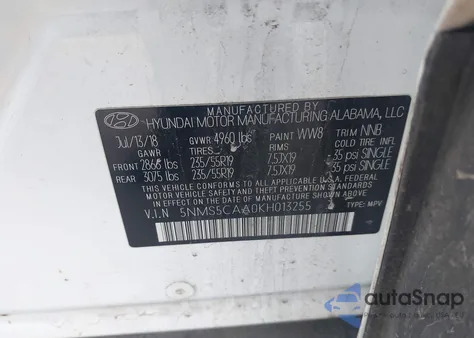 MANUFACTURED BY
HYUNDAI MOTOR MANUFACTURING ALABAMA, LLC
Jul/13/18 GVWR 4960 lbs PAINT WW8 TRIM NNB
GAWR TIRES RIMS COLD TIRE INFL.
FRONT 2866 lbs 235/55R19 7.5JX19 35 PSI SINGLE
REAR 3075 lbs 235/55R19 7.5JX19 35 PSI SINGLE
THIS VEHICLE CONFORMS TO ALL APPLICABLE U.S.A. FEDERAL
MOTOR VEHICLE SAFETY AND THEFT PREVENTION STANDARDS
IN EFFECT ON THE DATE OF MANUFACTURE SHOWN ABOVE.
V.I.N 5NMS5CAA0KH013255 TYPE: MPV
autoSnap